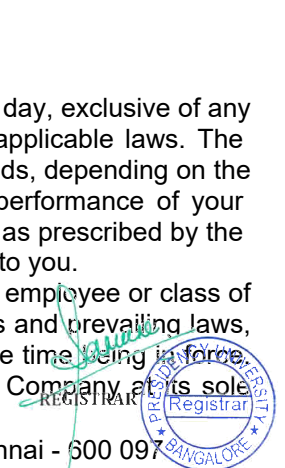 day, exclusive of any
applicable laws. The
ds, depending on the
performance of your
as prescribed by the
to you.
employee or class of
s and prevailing laws,
e time being in force.
Company at its sole
REGISTRAR
PRESIDENCY UNIVERSITY
Registrar
BANGALORE
nnai - 600 097